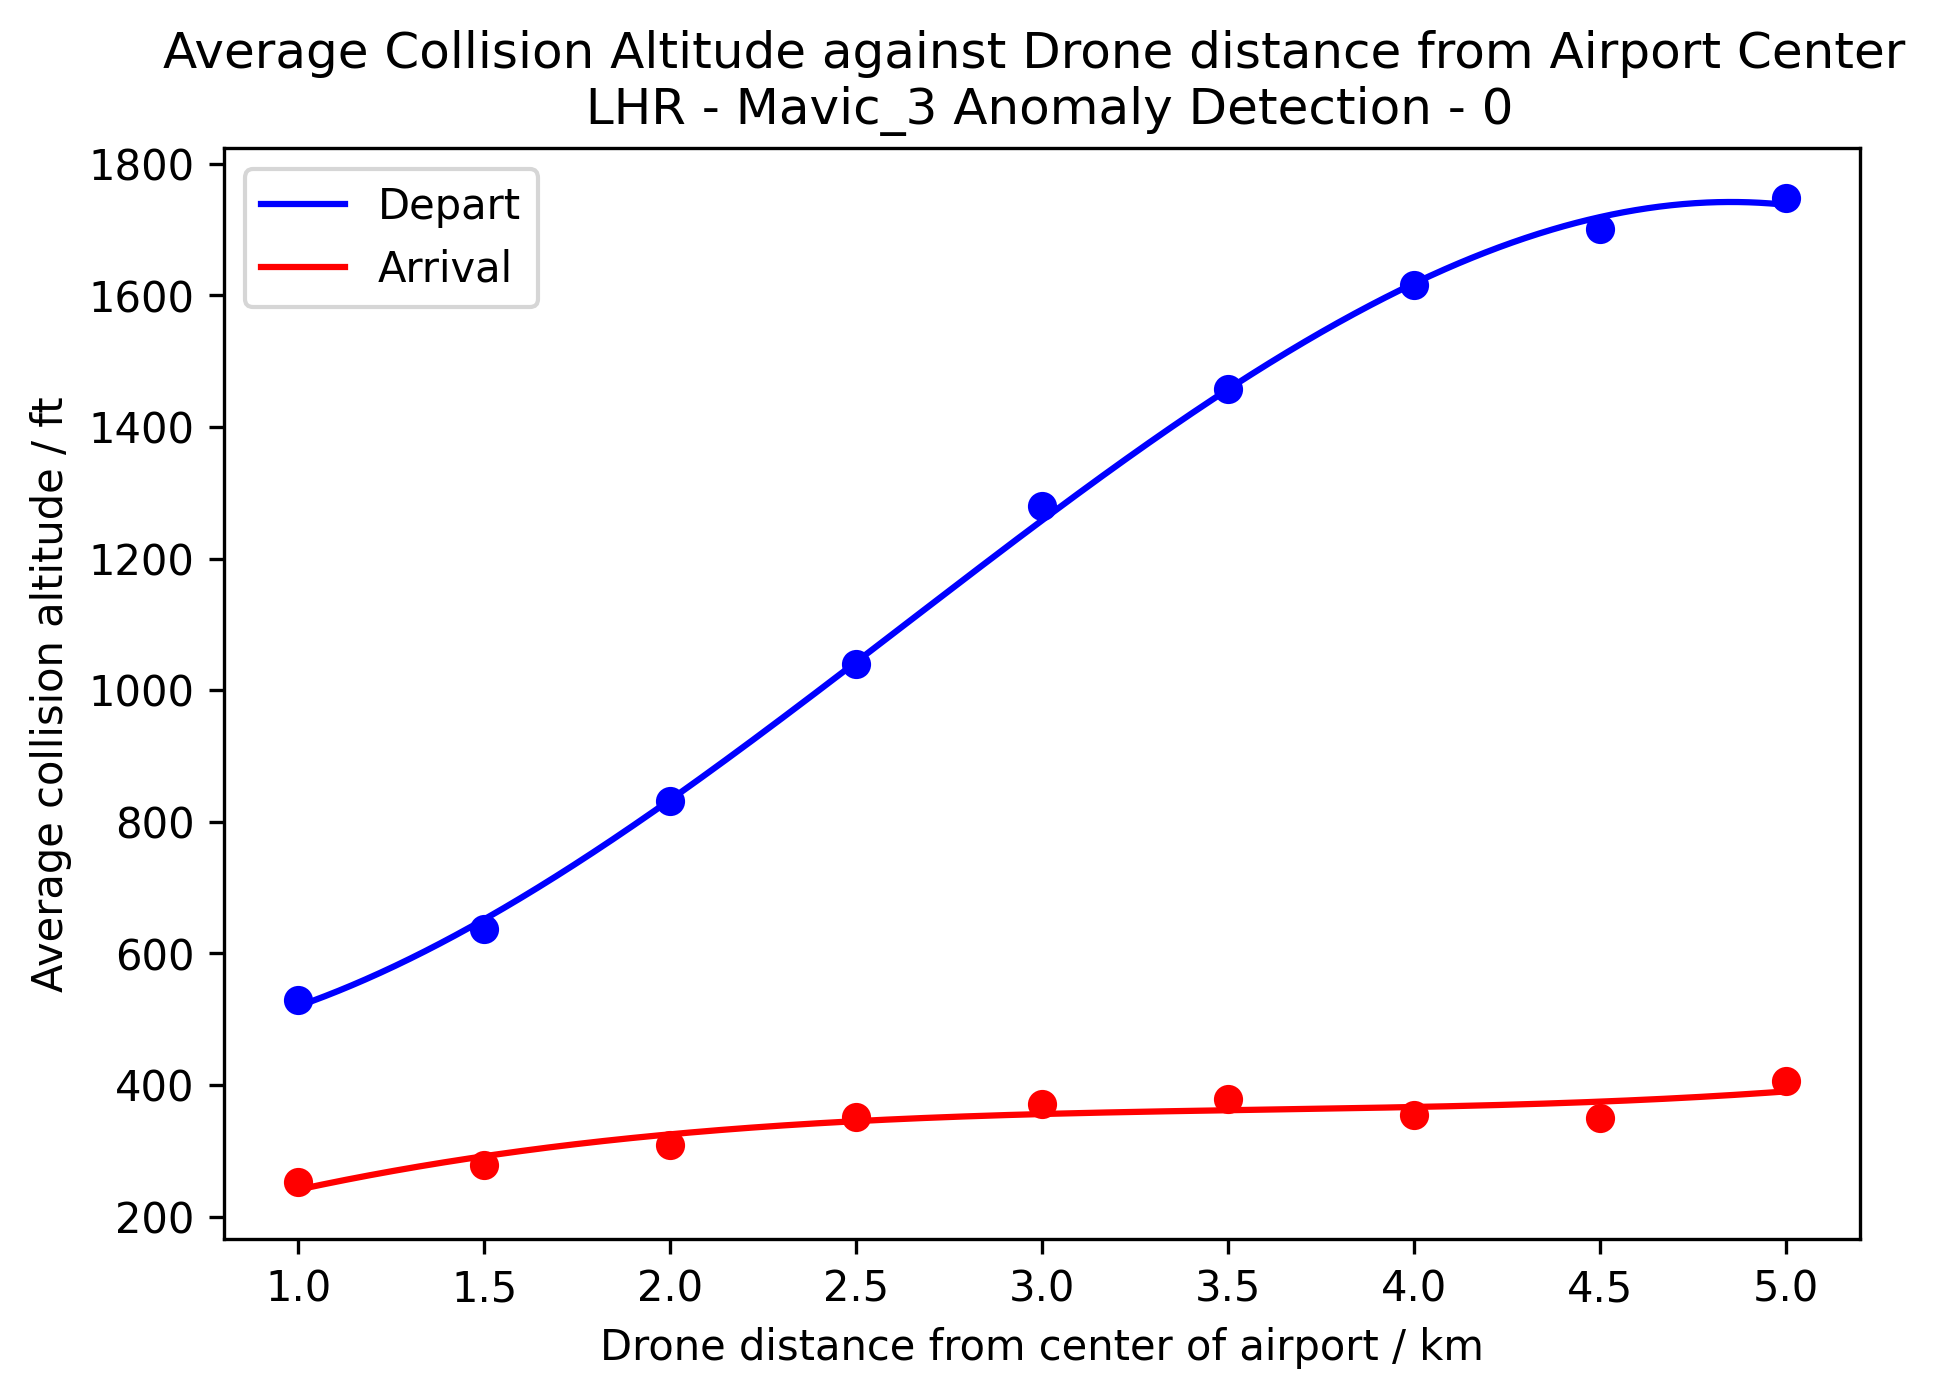 Average Collision Altitude against Drone distance from Airport Center
LHR - Mavic_3 Anomaly Detection - 0
Depart
Arrival
Average collision altitude / ft
1800
1600
1400
1200
1000
800
600
400
200
1.0 1.5 2.0 2.5 3.0 3.5 4.0 4.5 5.0
Drone distance from center of airport / km